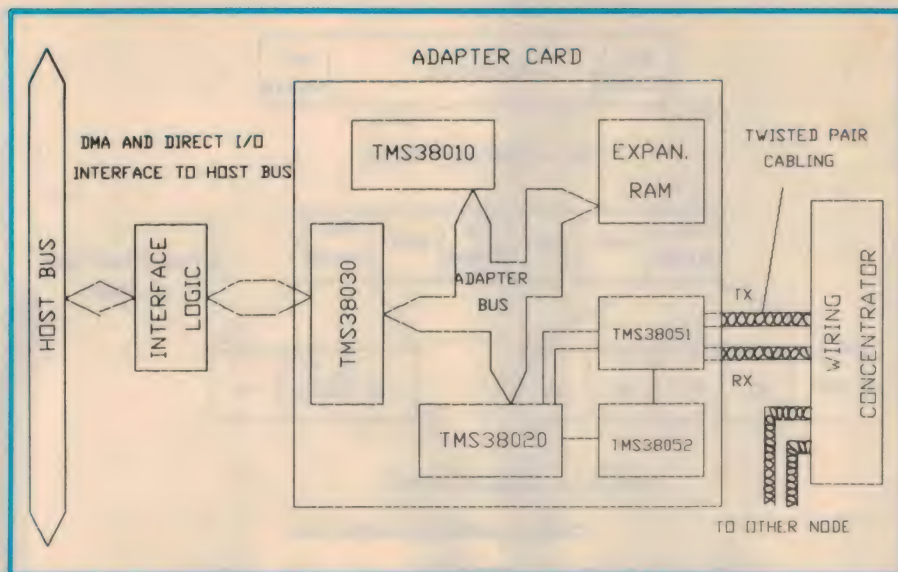 ADAPTER CARD
DMA AND DIRECT I/O
INTERFACE TO HOST BUS
HOST BUS
INTERFACE
LOGIC
TMS38030
TMS38010
EXPAN.
RAM
ADAPTER
BUS
TMS38051
TMS38020
TMS38052
TWISTED PAIR
CABLING
TX
RX
WIRING
CONCENTRATOR
TO OTHER NODE